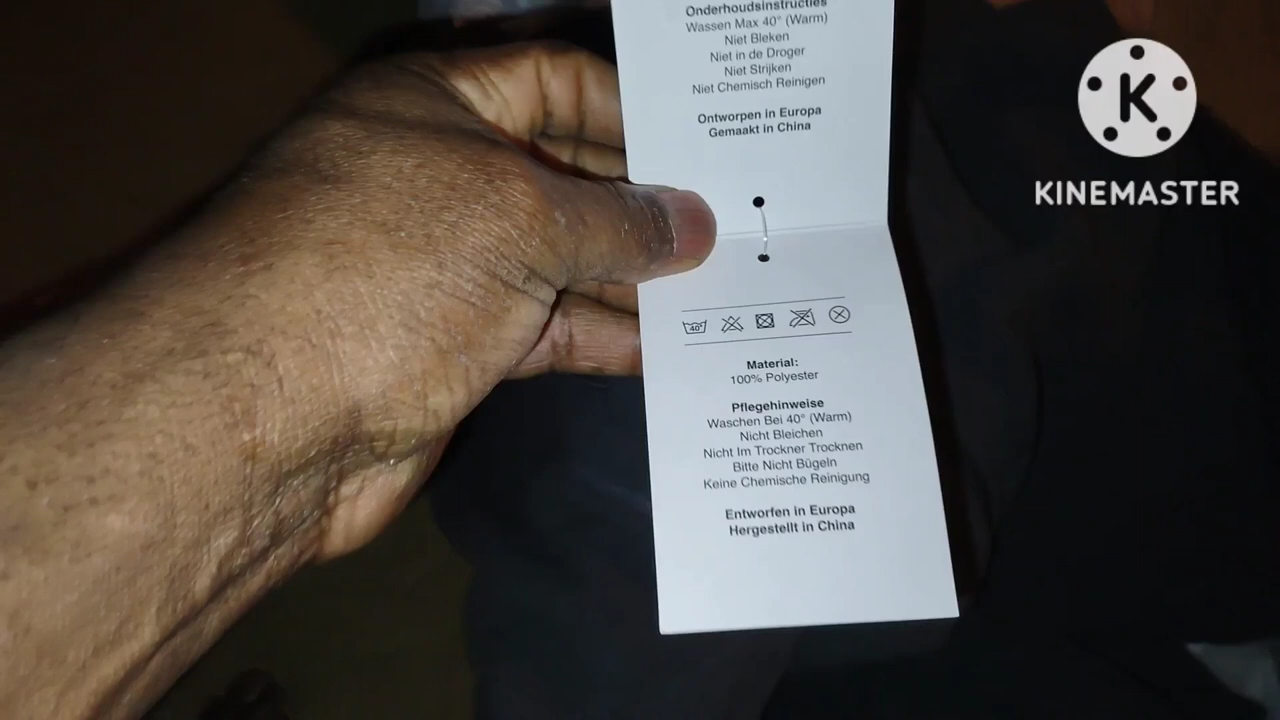 Onderhoudsinstructies
Wassen Max 40° (Warm)
Niet Bleken
Niet in de Droger
Niet Strijken
Niet Chemisch Reinigen
Ontworpen in Europa
Gemaakt in China
40°
Material:
100% Polyester
Pflegehinweise
Waschen Bei 40° (Warm)
Nicht Bleichen
Nicht Im Trockner Trocknen
Bitte Nicht Bügeln
Keine Chemische Reinigung
Entworfen in Europa
Hergestellt in China
K
KINEMASTER